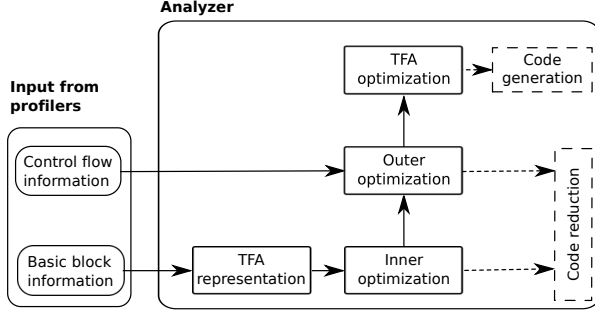 Analyzer
TFA
optimization
Code
generation
Input from
profilers
Control flow
information
Outer
optimization
Code reduction
Basic block
information
TFA
representation
Inner
optimization